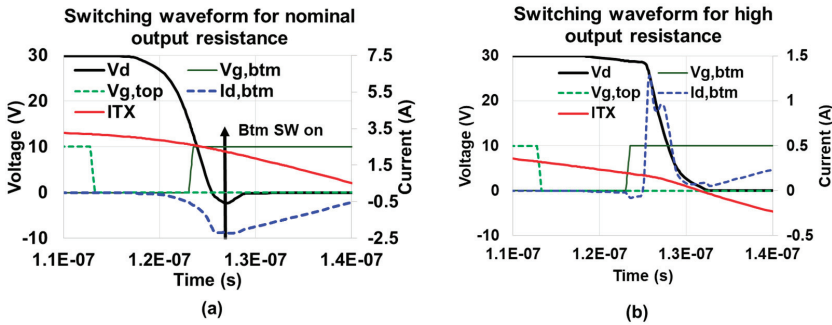 Switching waveform for nominal
output resistance
30
20
10
0
-10
Voltage (V)
Vd
Vg,btm
Vg,top
Id,btm
ITX
Btm SW on
7.5
5.5
3.5
1.5
-0.5
-2.5
Current (A)
1.1E-07 1.2E-07 1.3E-07 1.4E-07
Time (s)
(a)
Switching waveform for high
output resistance
30
20
10
0
-10
Voltage (V)
Vd
Vg,btm
Vg,top
Id,btm
ITX
1.5
1
0.5
0
-0.5
Current (A)
1.1E-07 1.2E-07 1.3E-07 1.4E-07
Time (s)
(b)